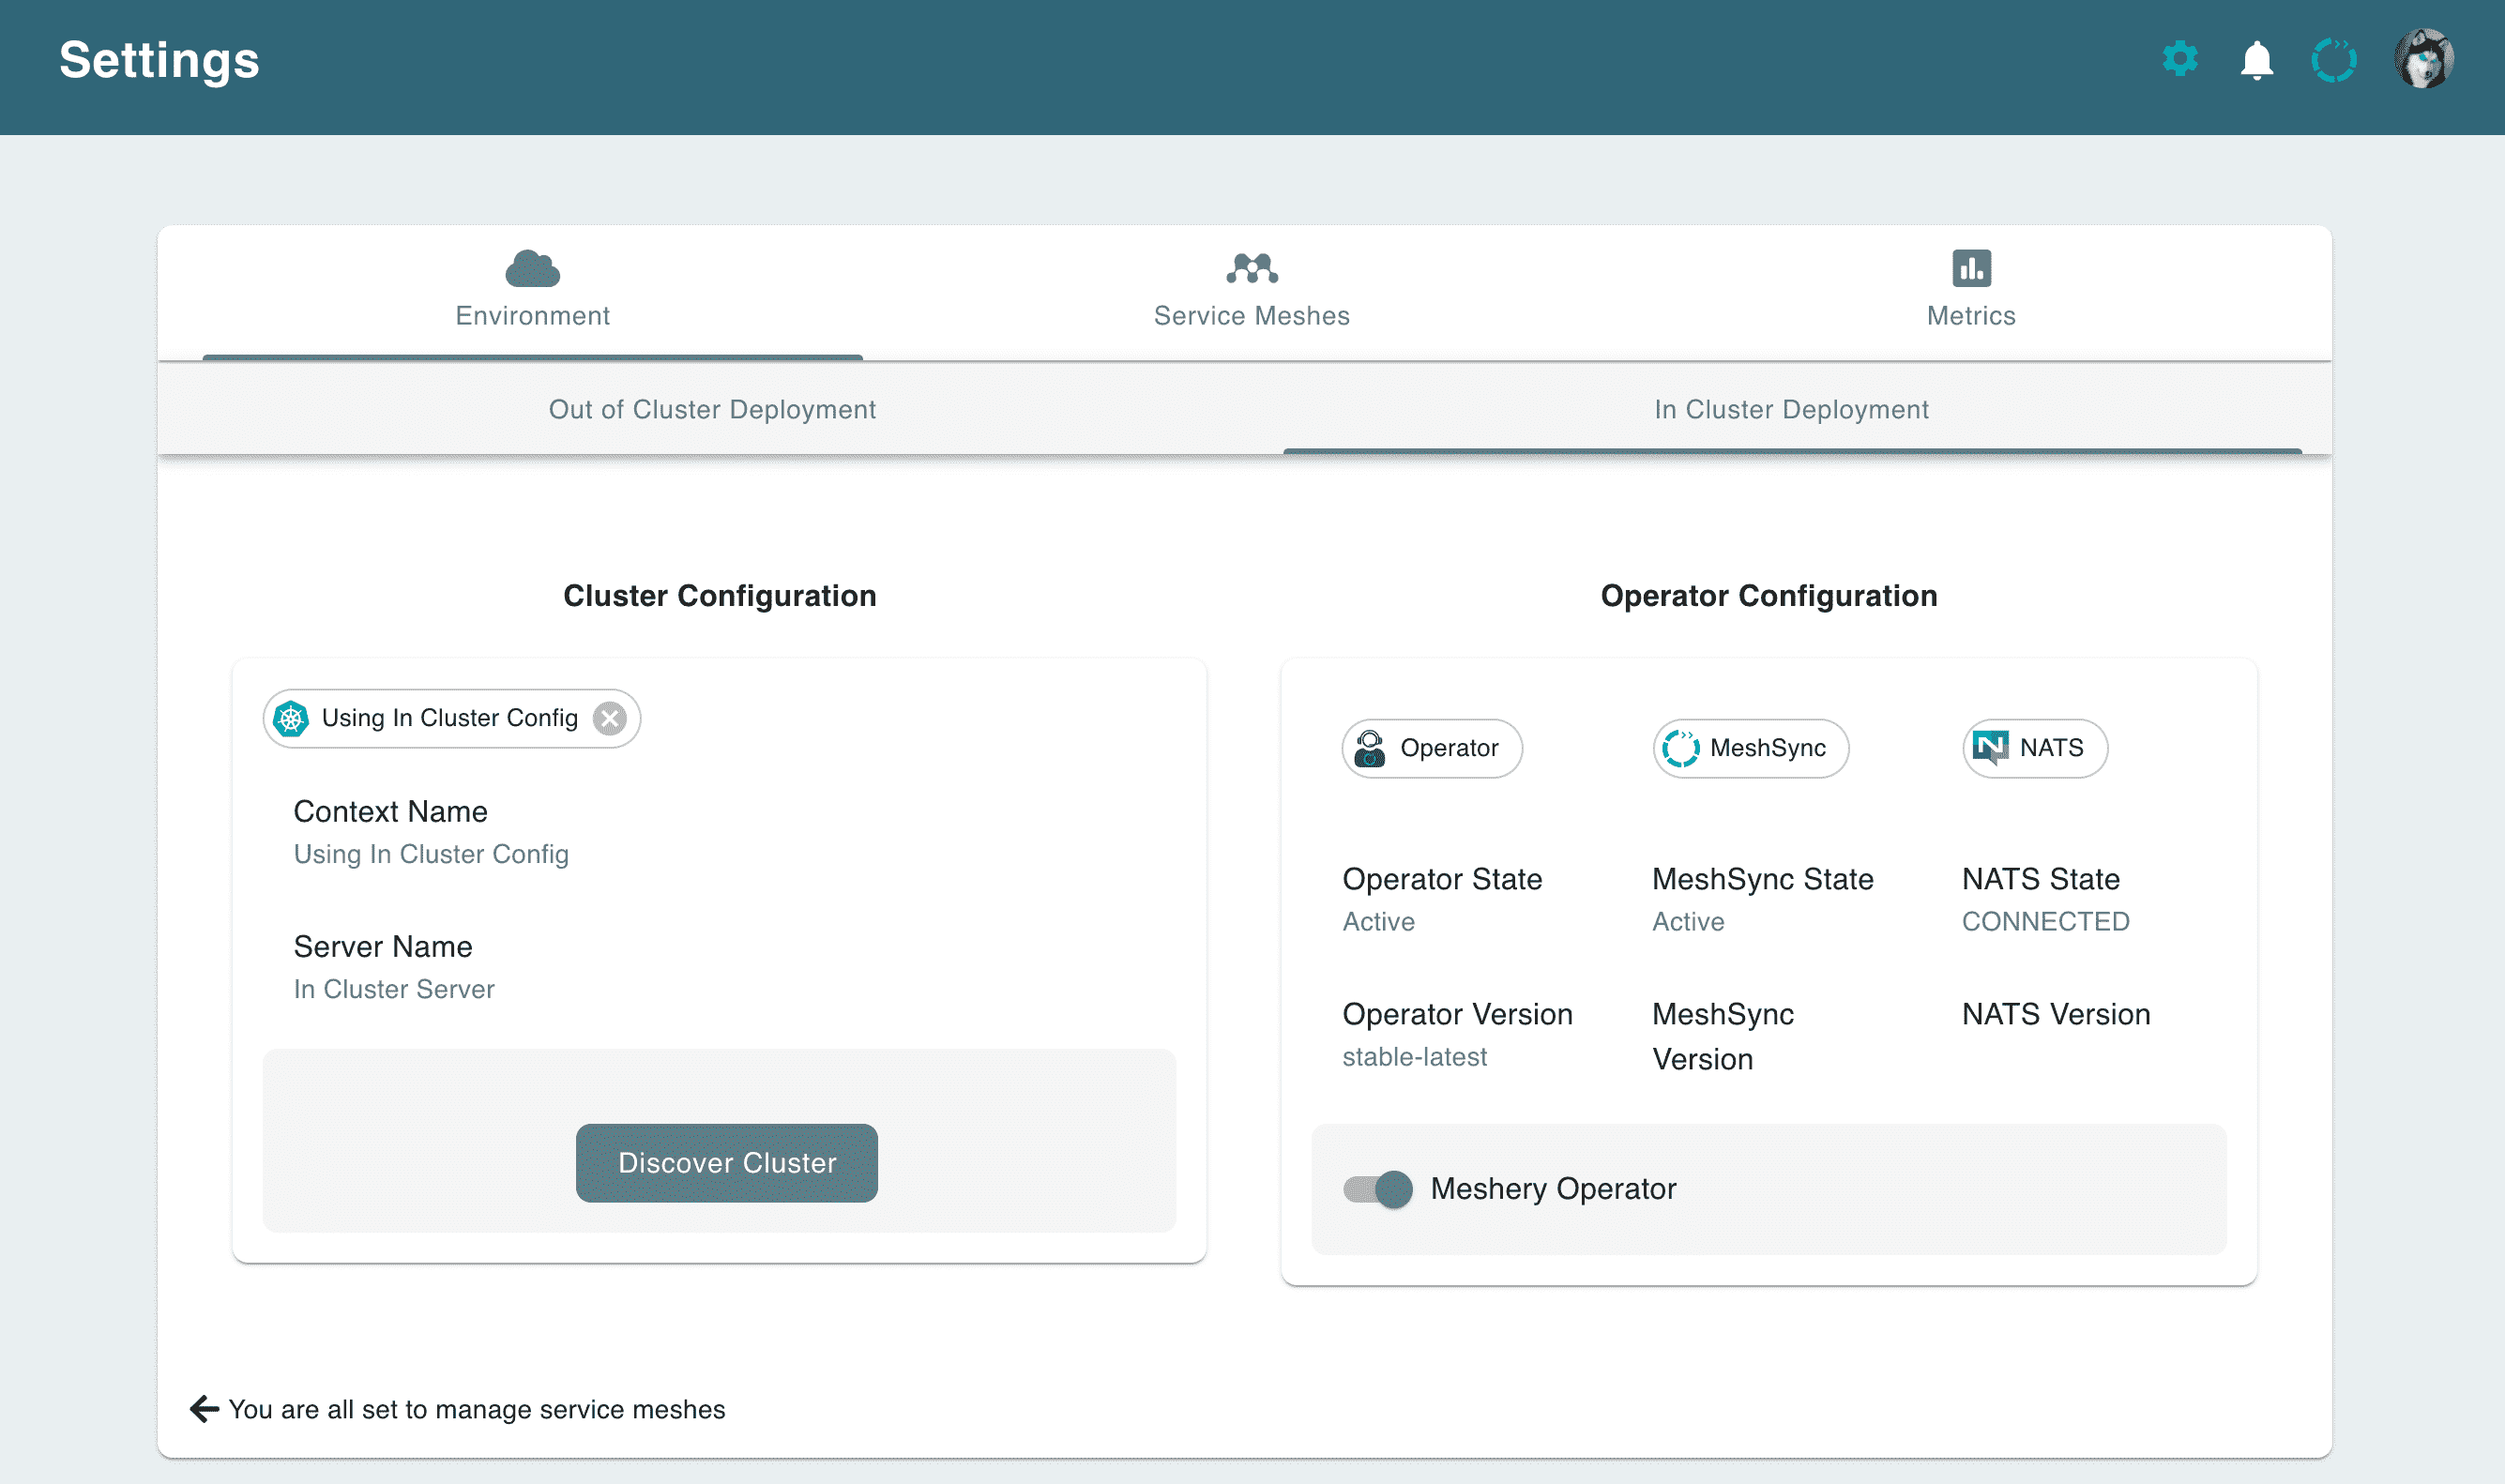 Settings
Environment
Service Meshes
Metrics
Out of Cluster Deployment
In Cluster Deployment
Cluster Configuration
Using In Cluster Config
Context Name
Using In Cluster Config
Server Name
In Cluster Server
Discover Cluster
Operator Configuration
Operator
MeshSync
NATS
Operator State
Active
MeshSync State
Active
NATS State
CONNECTED
Operator Version
stable-latest
MeshSync
Version
NATS Version
Meshery Operator
You are all set to manage service meshes